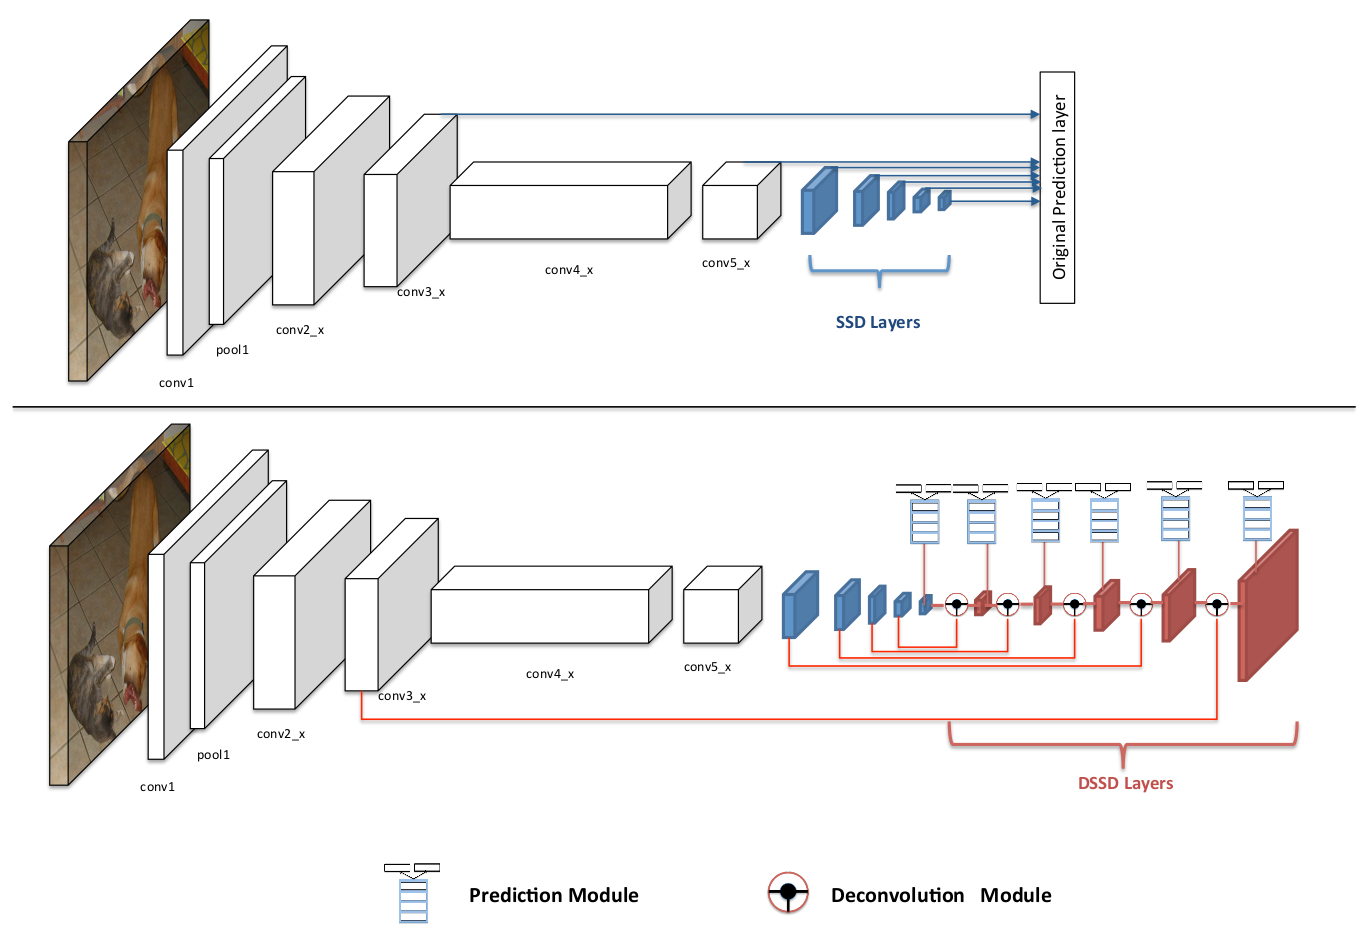 Original Prediction layer
conv1
pool1
conv2_x
conv3_x
conv4_x
conv5_x
SSD Layers
conv1
pool1
conv2_x
conv3_x
conv4_x
conv5_x
DSSD Layers
Prediction Module
Deconvolution Module